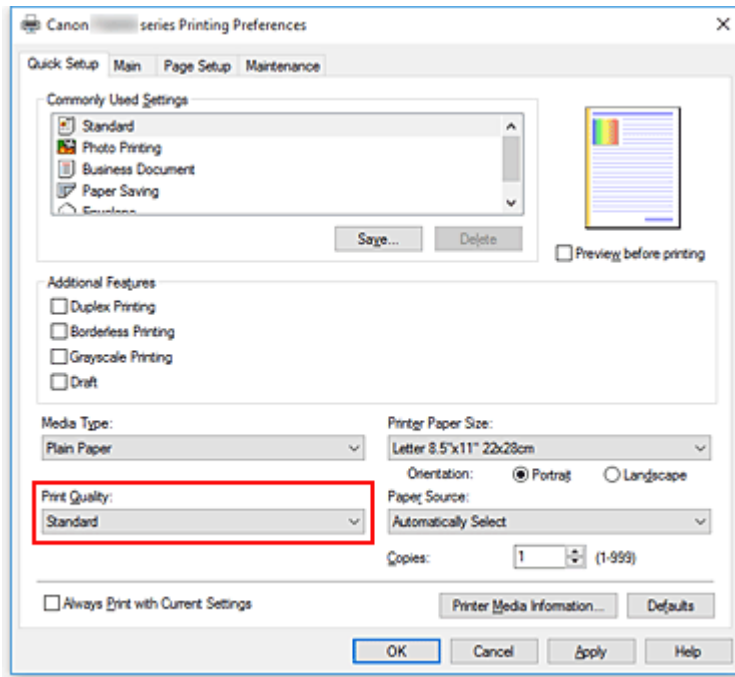 Canon series Printing Preferences
Quick Setup Main Page Setup Maintenance
Commonly Used Settings
Standard
Photo Printing
Business Document
Paper Saving
Envelope
Save... Delete
Preview before printing
Additional Features
Duplex Printing
Borderless Printing
Grayscale Printing
Draft
Media Type: Printer Paper Size:
Plain Paper Letter 8.5"x11" 22x28cm
Orientation: Portrait Landscape
Print Quality: Paper Source:
Standard Automatically Select
Copies: 1 (1-999)
Always Print with Current Settings Printer Media Information... Defaults
OK Cancel Apply Help